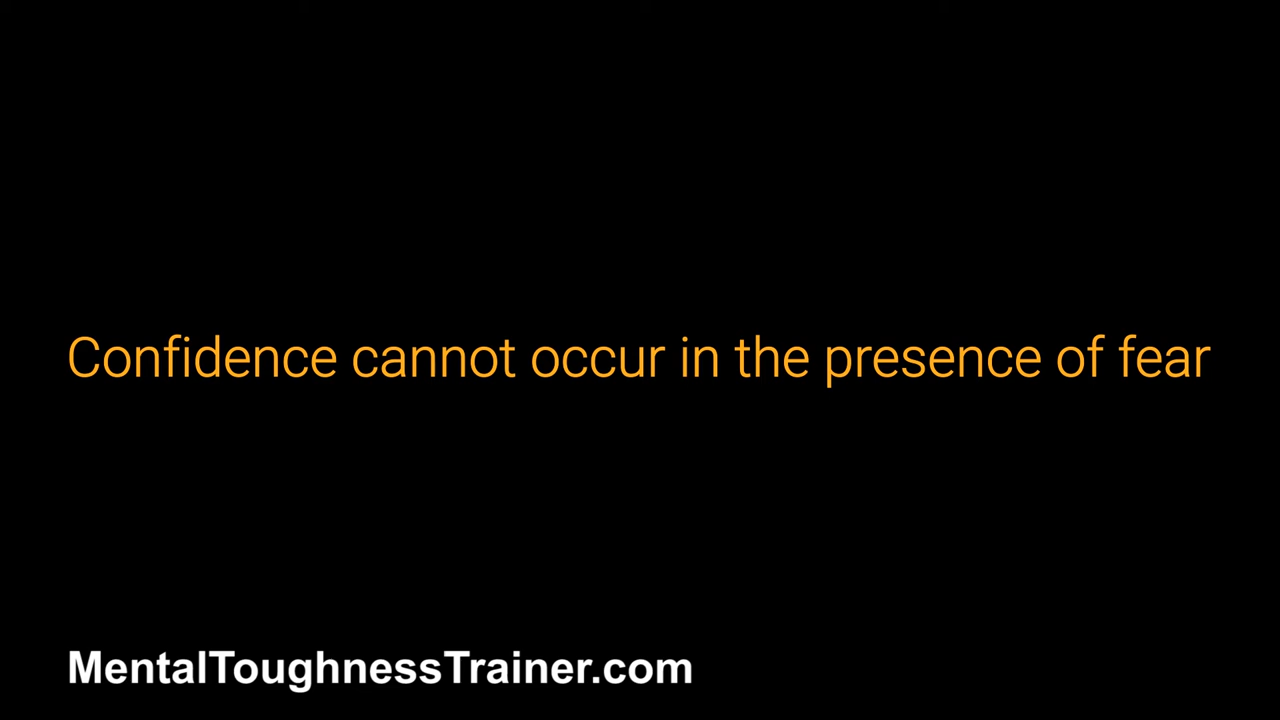 Confidence cannot occur in the presence of fear
MentalToughnessTrainer.com